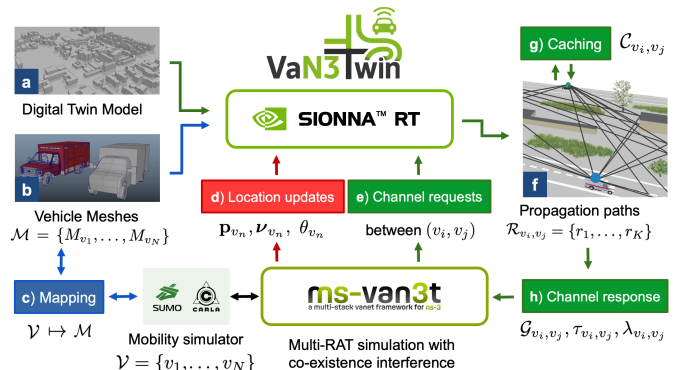 VaN3Twin
a
Digital Twin Model
b
Vehicle Meshes
ℳ = {M_{v_1}, …, M_{v_N}}
c) Mapping
𝒱 ↦ ℳ
SUMO
CARLA
Mobility simulator
𝒱 = {v_1, …, v_N}
NVIDIA
SIONNA™ RT
d) Location updates
𝐩_{v_n}, 𝝂_{v_n}, θ_{v_n}
e) Channel requests
between (v_i, v_j)
ms-van3t
a multi-stack vanet framework for ns-3
Multi-RAT simulation with
co-existence interference
g) Caching
𝒞_{v_i,v_j}
f
Propagation paths
ℛ_{v_i,v_j} = {r_1, …, r_K}
h) Channel response
𝒢_{v_i,v_j}, τ_{v_i,v_j}, λ_{v_i,v_j}